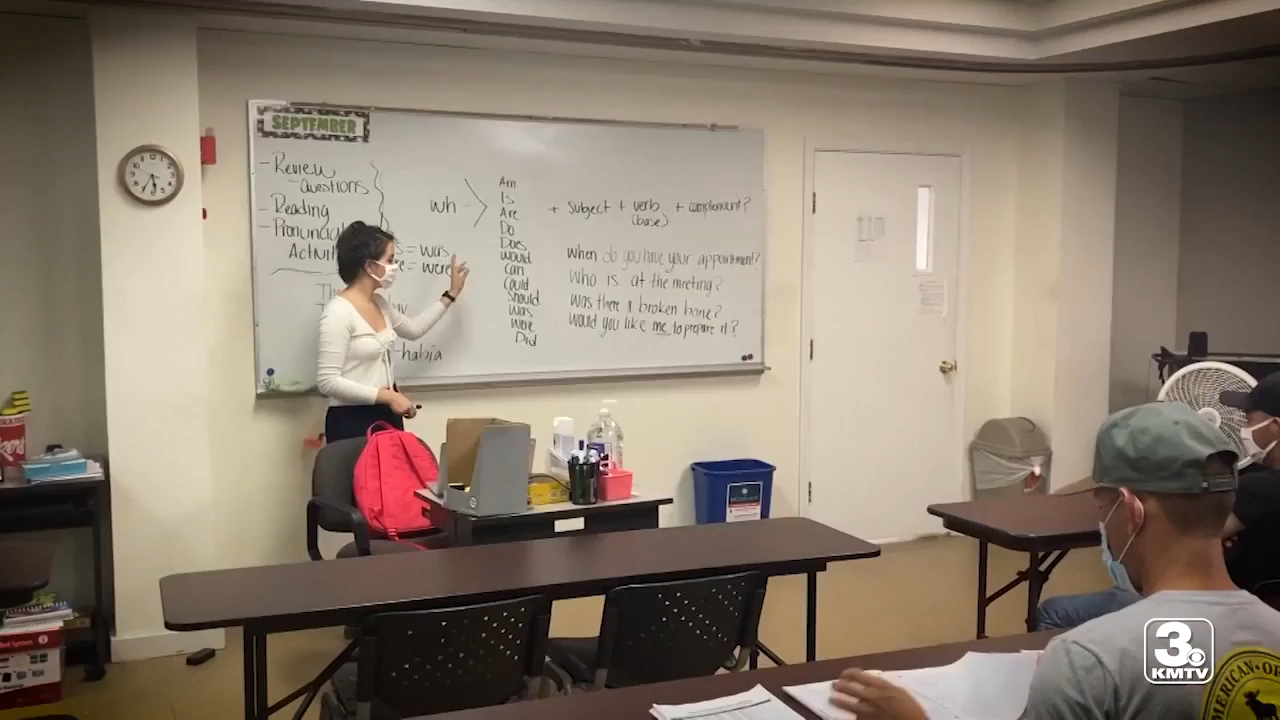 SEPTEMBER
- Review
- Questions
- Reading
- Pronunciat
Activit
= was
= were
-habia
wh
Am
Is
Are
Do
Does
Would
Can
Could
Should
Was
Were
Did
+ subject + verb + complement?
(base)
When do you have your appointment?
Who is at the meeting?
Was there a broken bone?
Would you like me to prepare it?
3
KMTV